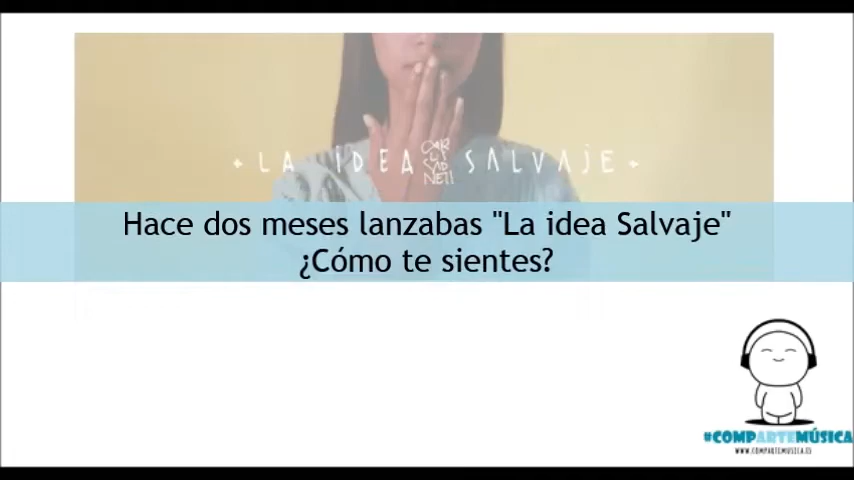 + LA iDEA SALVAJE +
Hace dos meses lanzabas "La idea Salvaje"
¿Cómo te sientes?
#COMPARTEMÚSICA
WWW.COMPARTEMUSICA.ES